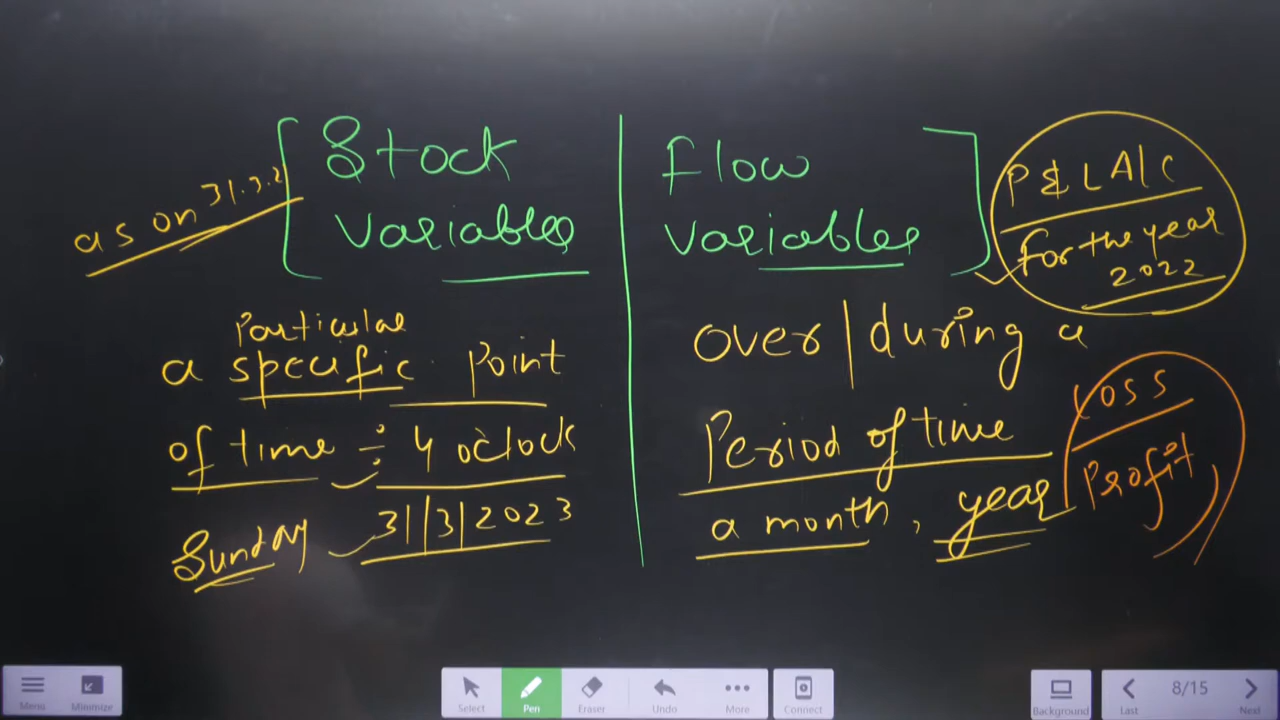 Stock
variables
as on 31.3.2
Particular
a specific Point
of time ÷ 4 o'clock
Sunday 31/3/2023
flow
variables
over/during a
Period of time
a month, year
P & L A/C
For the year
2022
Loss
Profit,
Menu
Minimize
Select
Pen
Eraser
Undo
More
Connect
Background
Last
8/15
Next